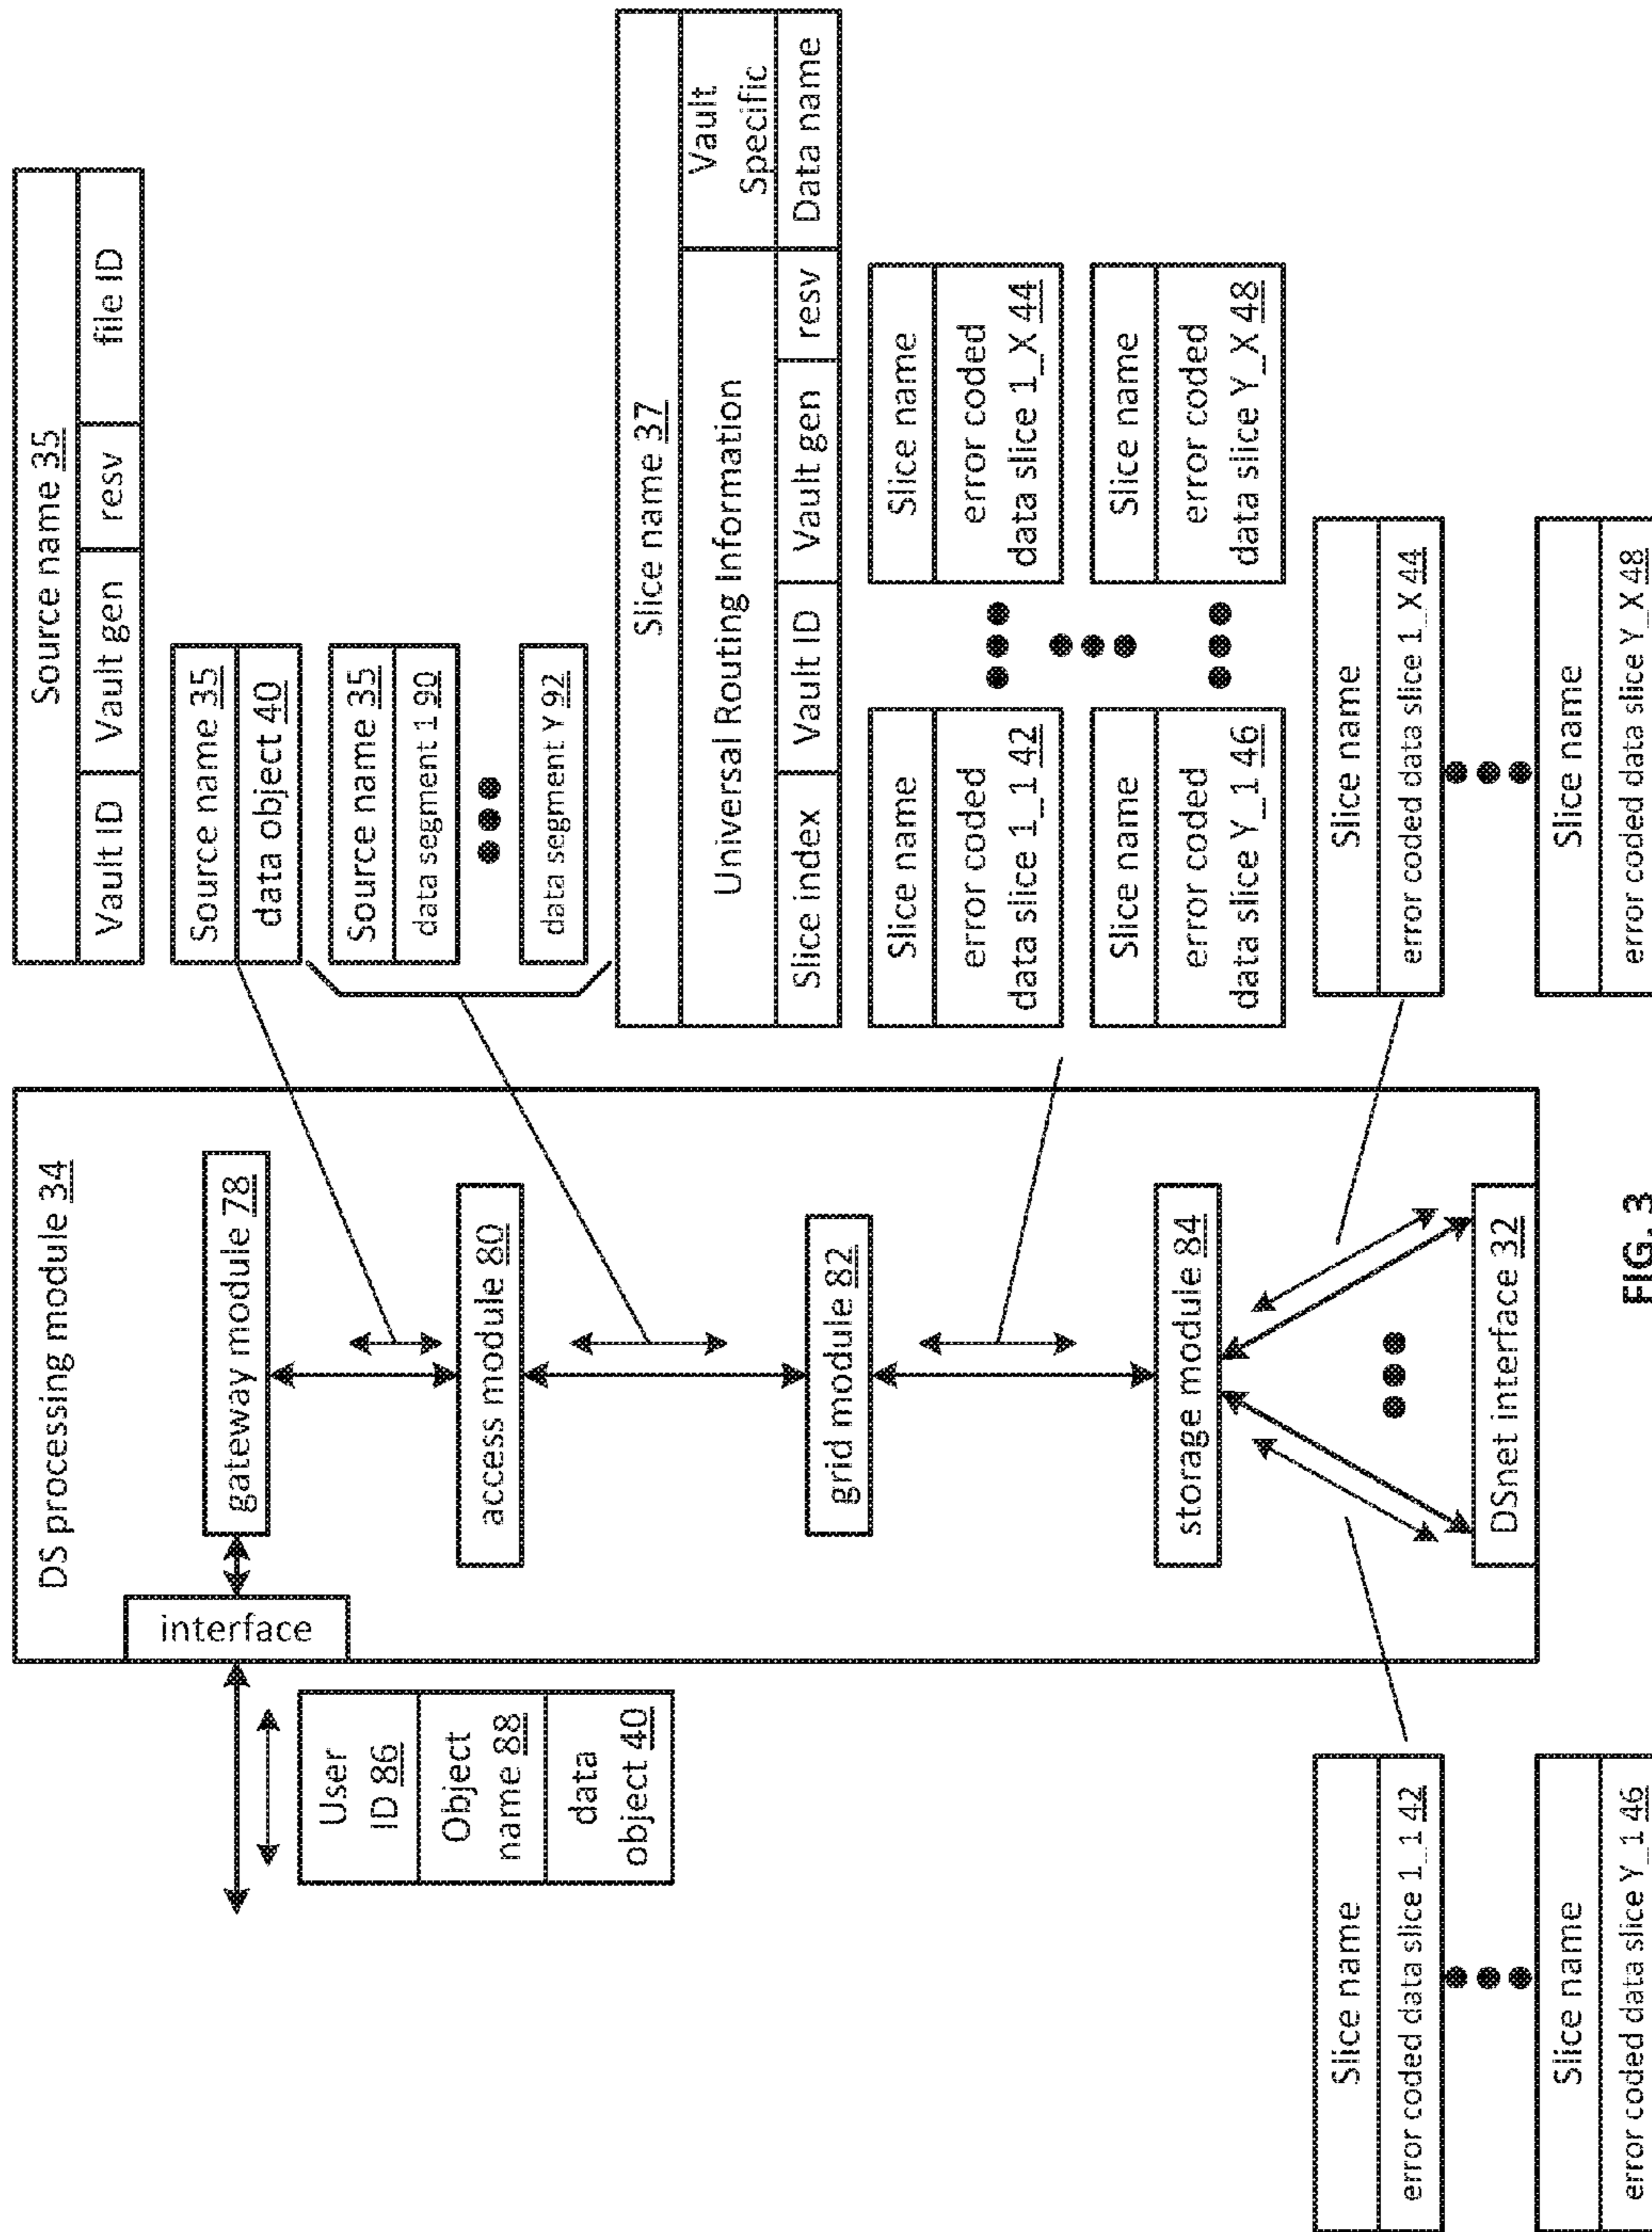 DS processing module 34
interface
gateway module 78
access module 80
grid module 82
storage module 84
DSnet interface 32
User
ID 86
Object
name 88
data
object 40
Source name 35
Vault ID
Vault gen
resv
file ID
Source name 35
data object 40
Source name 35
data segment 1 90
data segment Y 92
Slice name 37
Universal Routing Information
Vault
Specific
Slice index
Vault ID
Vault gen
resv
Data name
Slice name
error coded
data slice 1_1 42
Slice name
error coded
data slice 1_X 44
Slice name
error coded
data slice Y_1 46
Slice name
error coded
data slice Y_X 48
Slice name
error coded data slice 1_1 42
Slice name
error coded data slice Y_1 46
Slice name
error coded data slice 1_X 44
Slice name
error coded data slice Y_X 48
FIG. 3